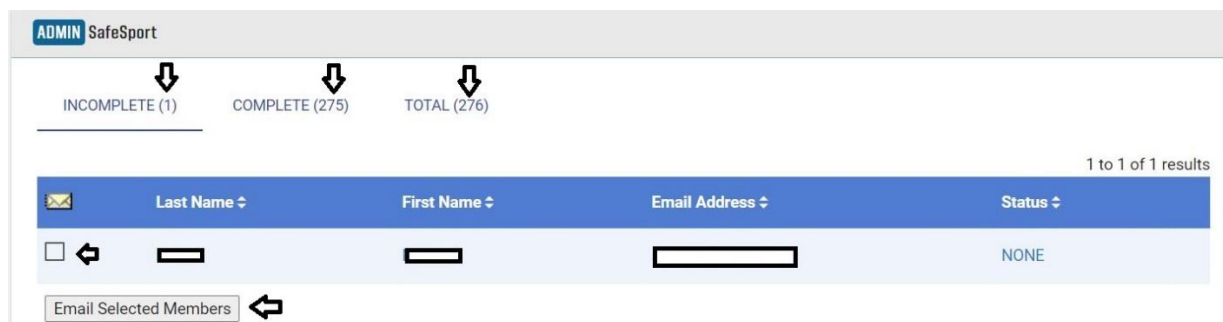 ADMIN SafeSport
INCOMPLETE (1) COMPLETE (275) TOTAL (276)
1 to 1 of 1 results
Last Name First Name Email Address Status
NONE
Email Selected Members